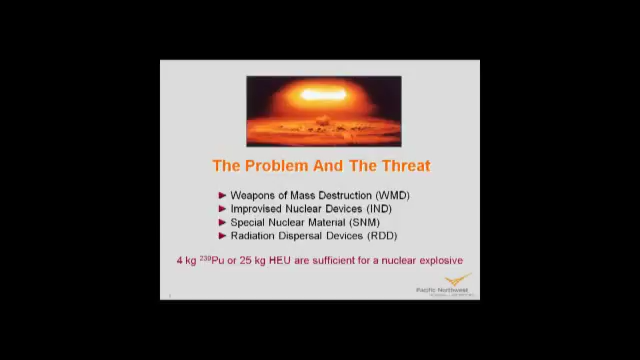 The Problem And The Threat
Weapons of Mass Destruction (WMD)
Improvised Nuclear Devices (IND)
Special Nuclear Material (SNM)
Radiation Dispersal Devices (RDD)
4 kg ²³⁹Pu or 25 kg HEU are sufficient for a nuclear explosive
Pacific Northwest